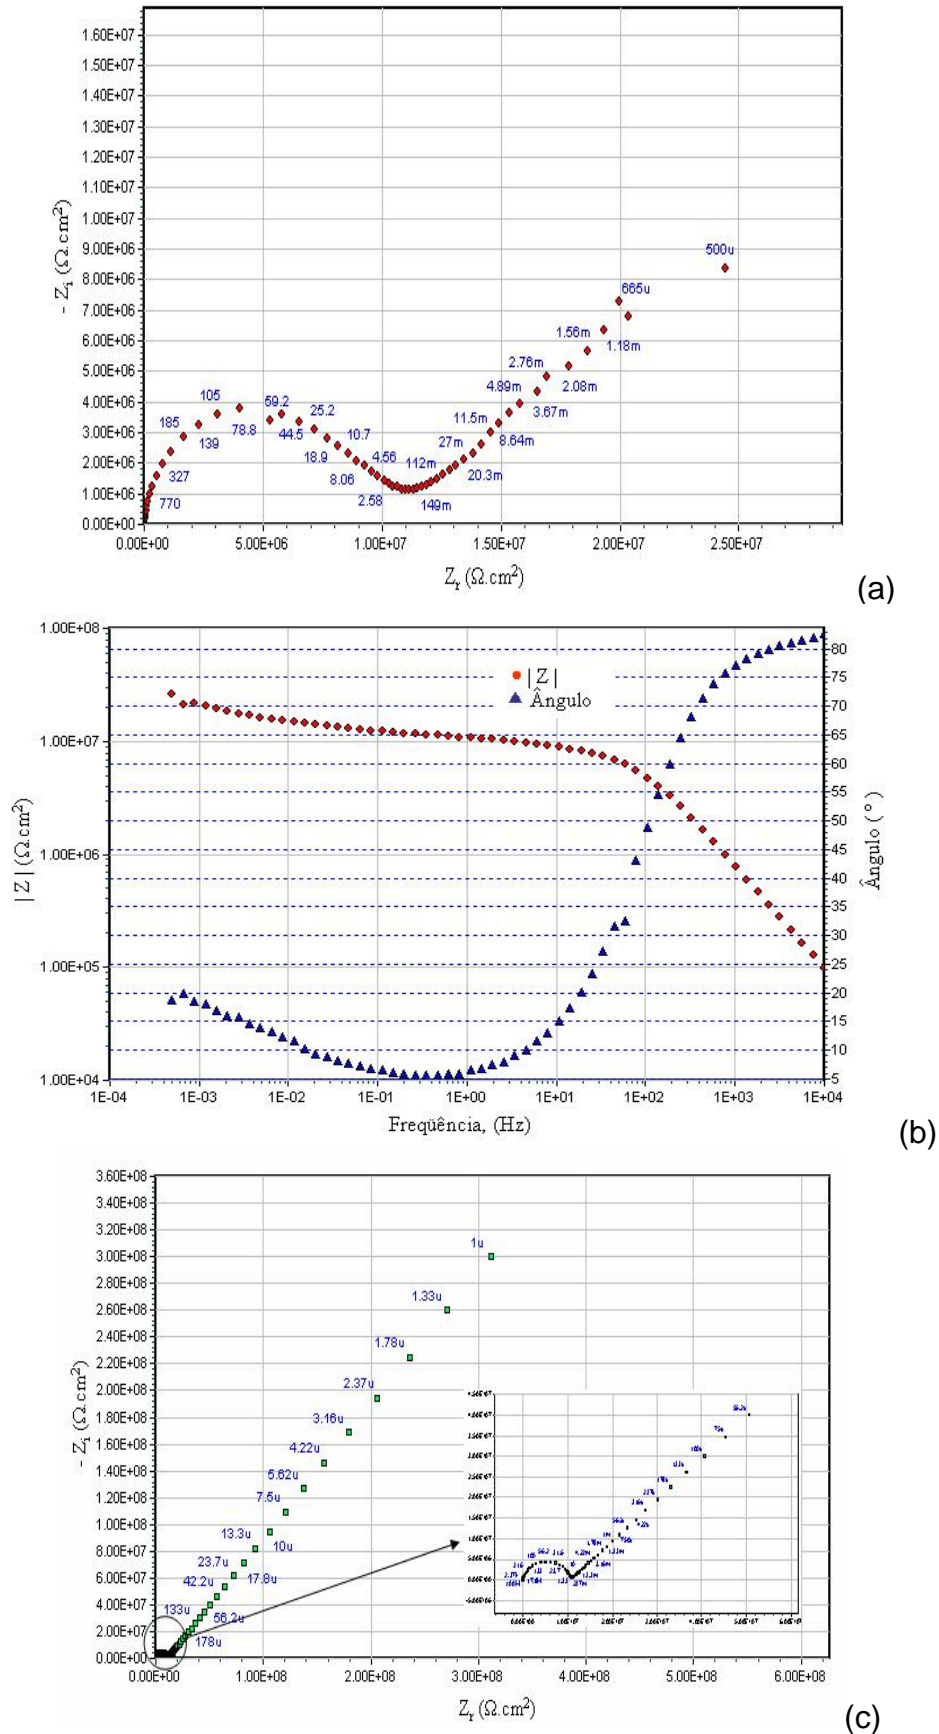 1.60E+07
1.50E+07
1.40E+07
1.30E+07
1.20E+07
1.10E+07
1.00E+07
9.00E+06
8.00E+06
7.00E+06
6.00E+06
5.00E+06
4.00E+06
3.00E+06
2.00E+06
1.00E+06
0.00E+00
- Zi (Ω.cm²)
500u
665u
1.56m
1.18m
2.76m
2.08m
4.89m
3.67m
11.5m
8.64m
27m
20.3m
112m
149m
4.56
2.58
10.7
8.06
25.2
18.9
59.2
44.5
105
78.8
185
139
327
770
0.00E+00 5.00E+06 1.00E+07 1.50E+07 2.00E+07 2.50E+07
Zr (Ω.cm²)
(a)
1.00E+08
1.00E+07
1.00E+06
1.00E+05
1.00E+04
|Z| (Ω.cm²)
|Z|
Ângulo
80
75
70
65
60
55
50
45
40
35
30
25
20
15
10
5
Ângulo (°)
1E-04 1E-03 1E-02 1E-01 1E+00 1E+01 1E+02 1E+03 1E+04
Freqüência, (Hz)
(b)
3.60E+08
3.40E+08
3.20E+08
3.00E+08
2.80E+08
2.60E+08
2.40E+08
2.20E+08
2.00E+08
1.80E+08
1.60E+08
1.40E+08
1.20E+08
1.00E+08
8.00E+07
6.00E+07
4.00E+07
2.00E+07
0.00E+00
- Zi (Ω.cm²)
1u
1.33u
1.78u
2.37u
3.16u
4.22u
5.62u
7.5u
13.3u
10u
23.7u
17.8u
42.2u
56.2u
133u
178u
0.00E+00 1.00E+08 2.00E+08 3.00E+08 4.00E+08 5.00E+08 6.00E+08
Zr (Ω.cm²)
(c)